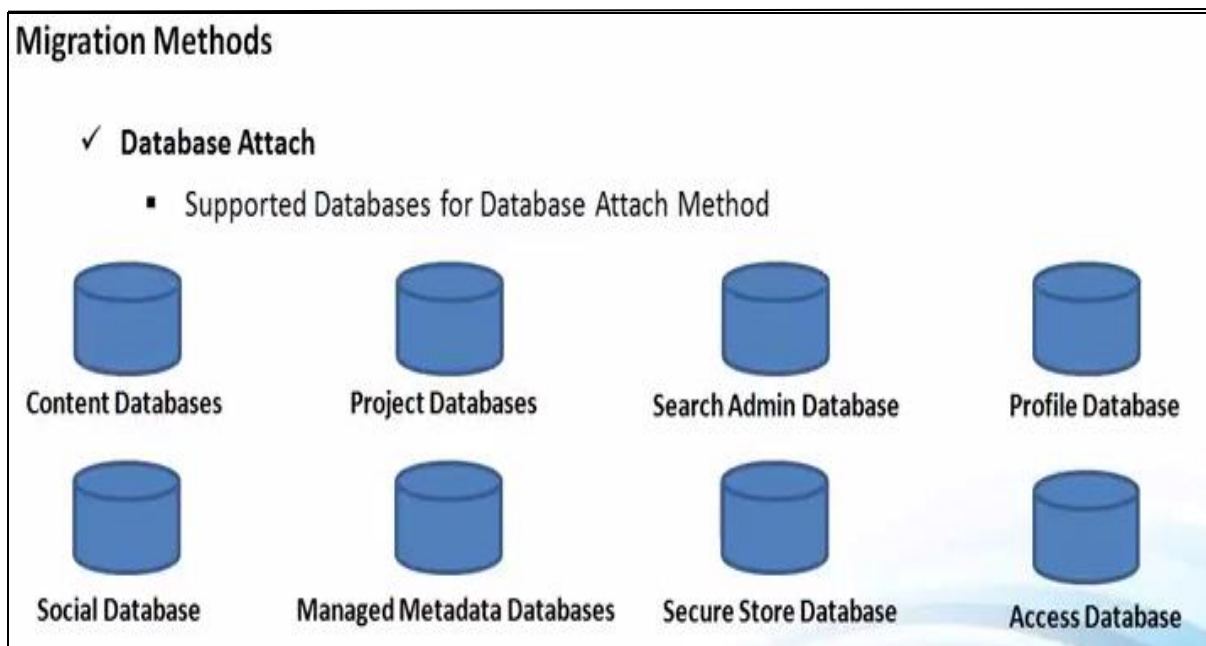 Migration Methods
✓ Database Attach
▪ Supported Databases for Database Attach Method
Content Databases
Project Databases
Search Admin Database
Profile Database
Social Database
Managed Metadata Databases
Secure Store Database
Access Database